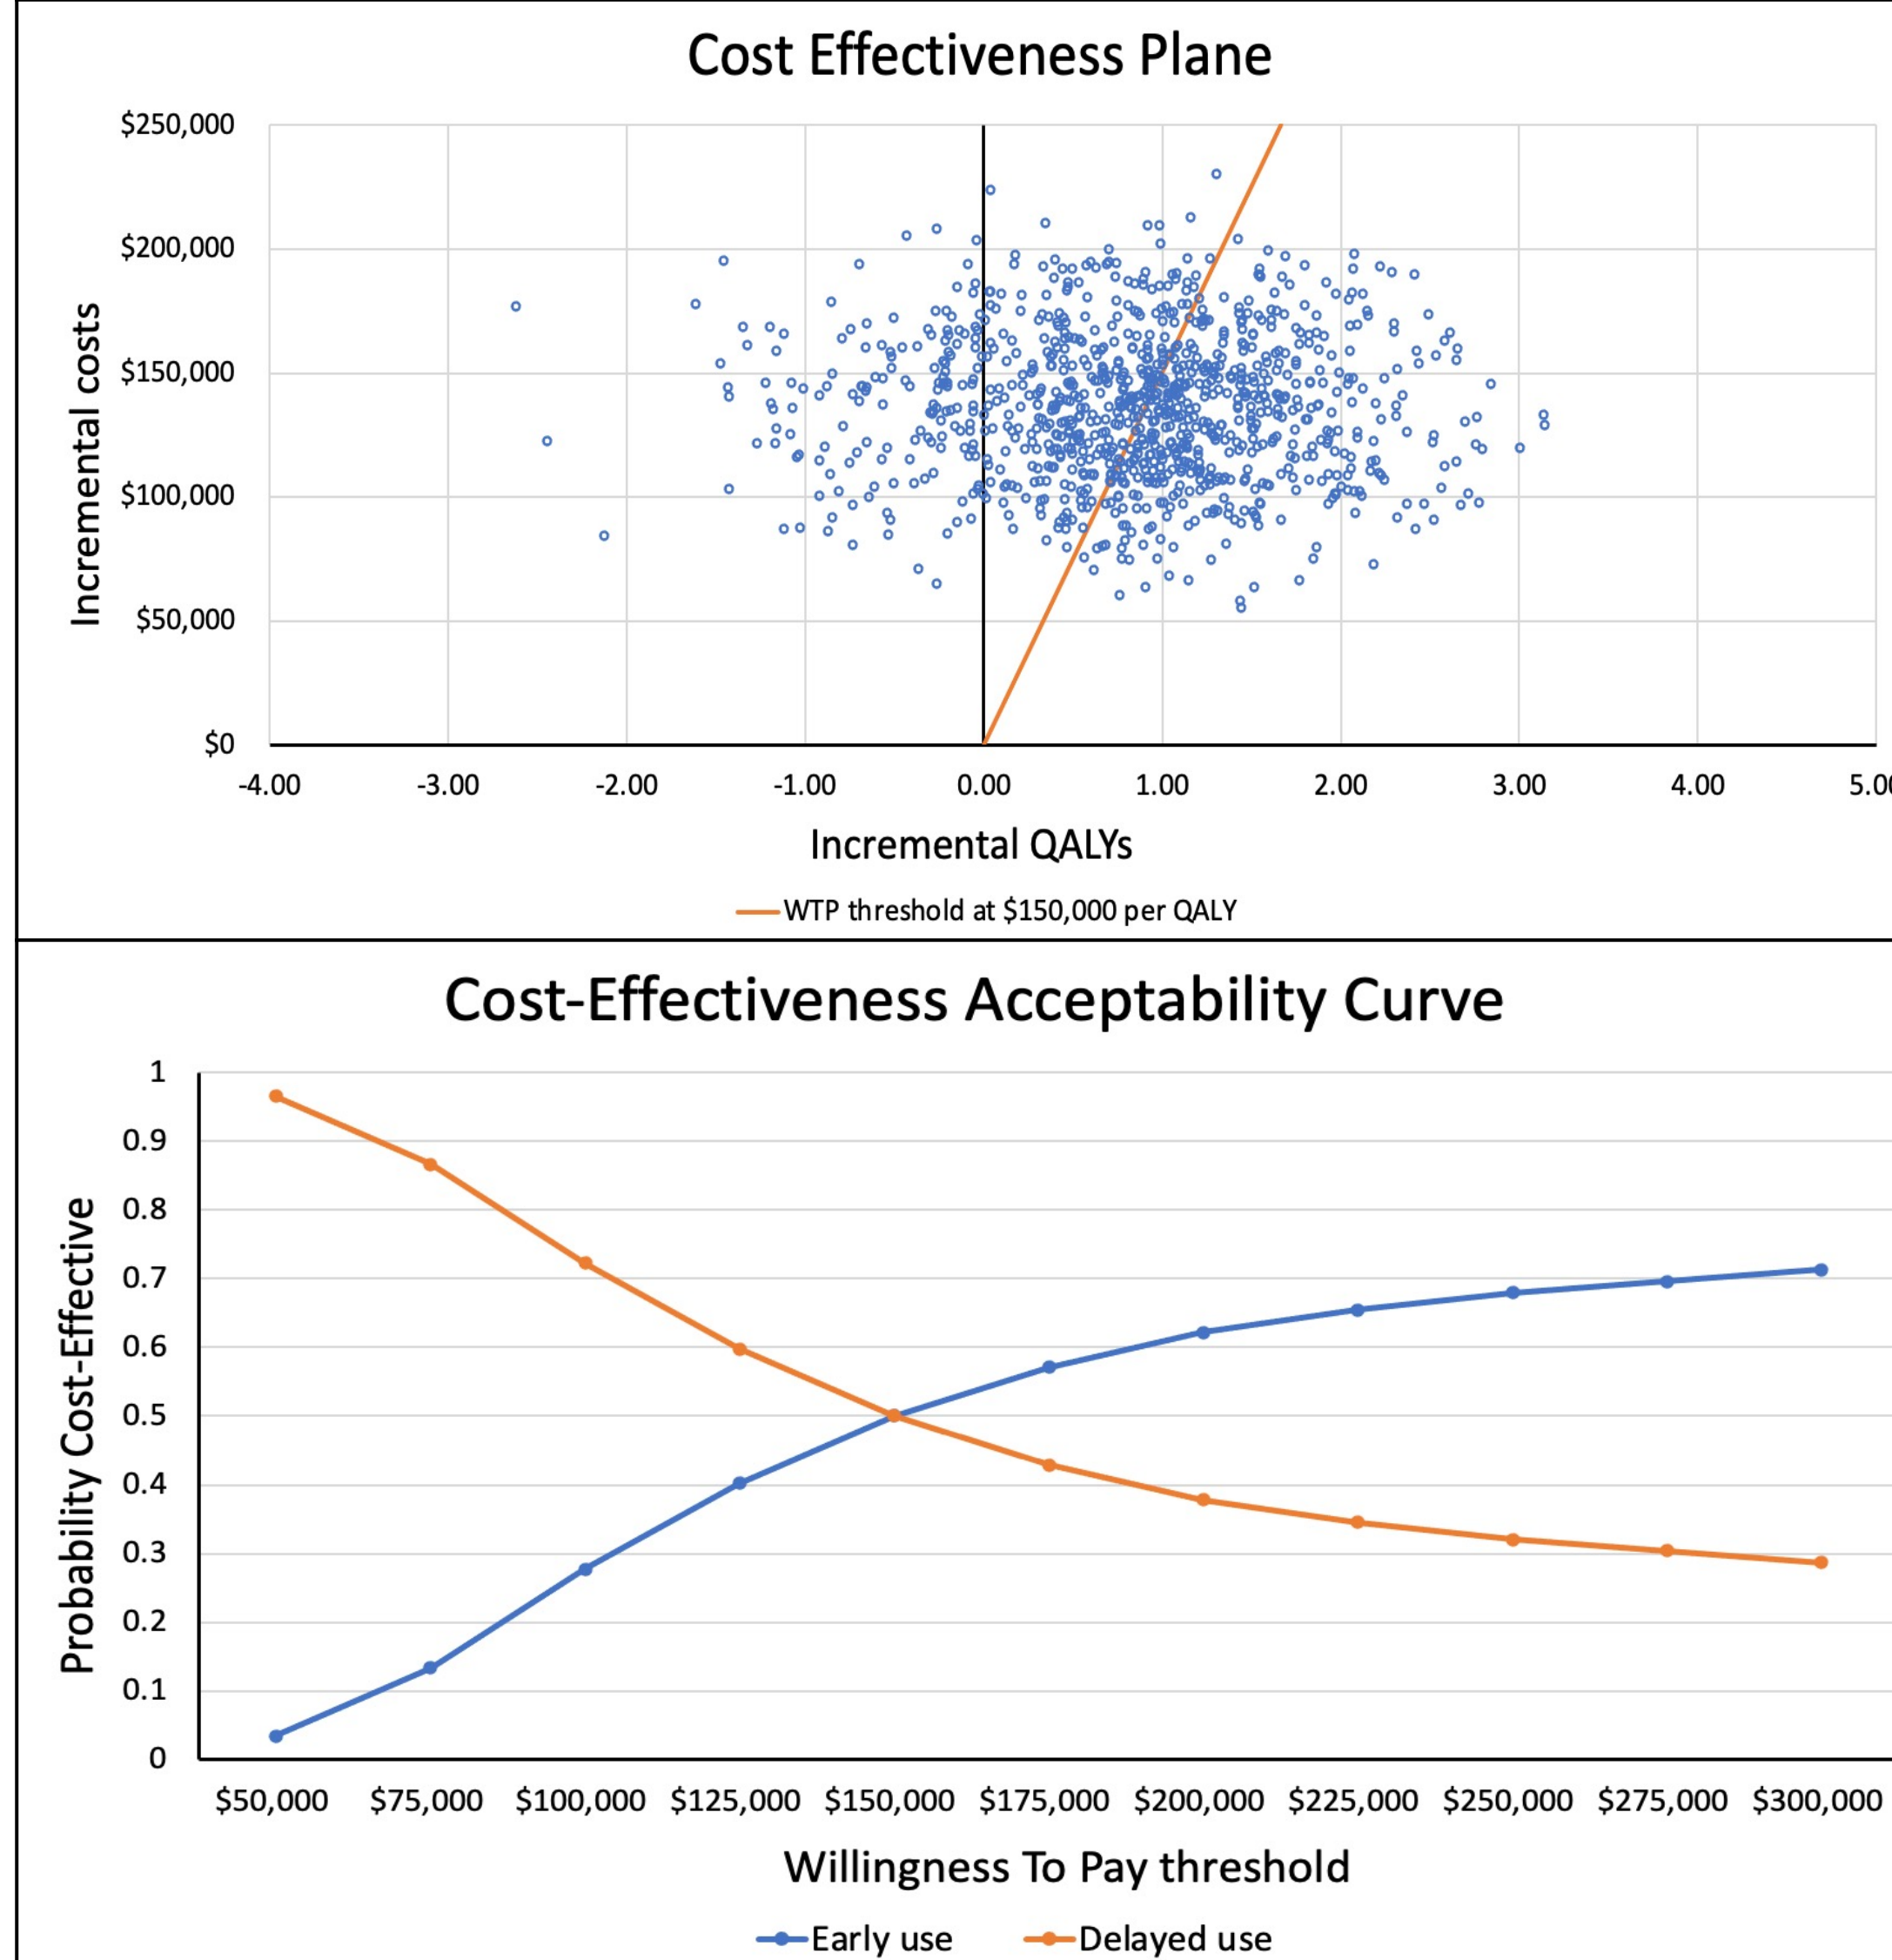 Cost Effectiveness Plane
$250,000
$200,000
$150,000
$100,000
$50,000
$0
Incremental costs
-4.00 -3.00 -2.00 -1.00 0.00 1.00 2.00 3.00 4.00 5.00
Incremental QALYs
WTP threshold at $150,000 per QALY
Cost-Effectiveness Acceptability Curve
1
0.9
0.8
0.7
0.6
0.5
0.4
0.3
0.2
0.1
0
Probability Cost-Effective
$50,000 $75,000 $100,000 $125,000 $150,000 $175,000 $200,000 $225,000 $250,000 $275,000 $300,000
Willingness To Pay threshold
Early use Delayed use